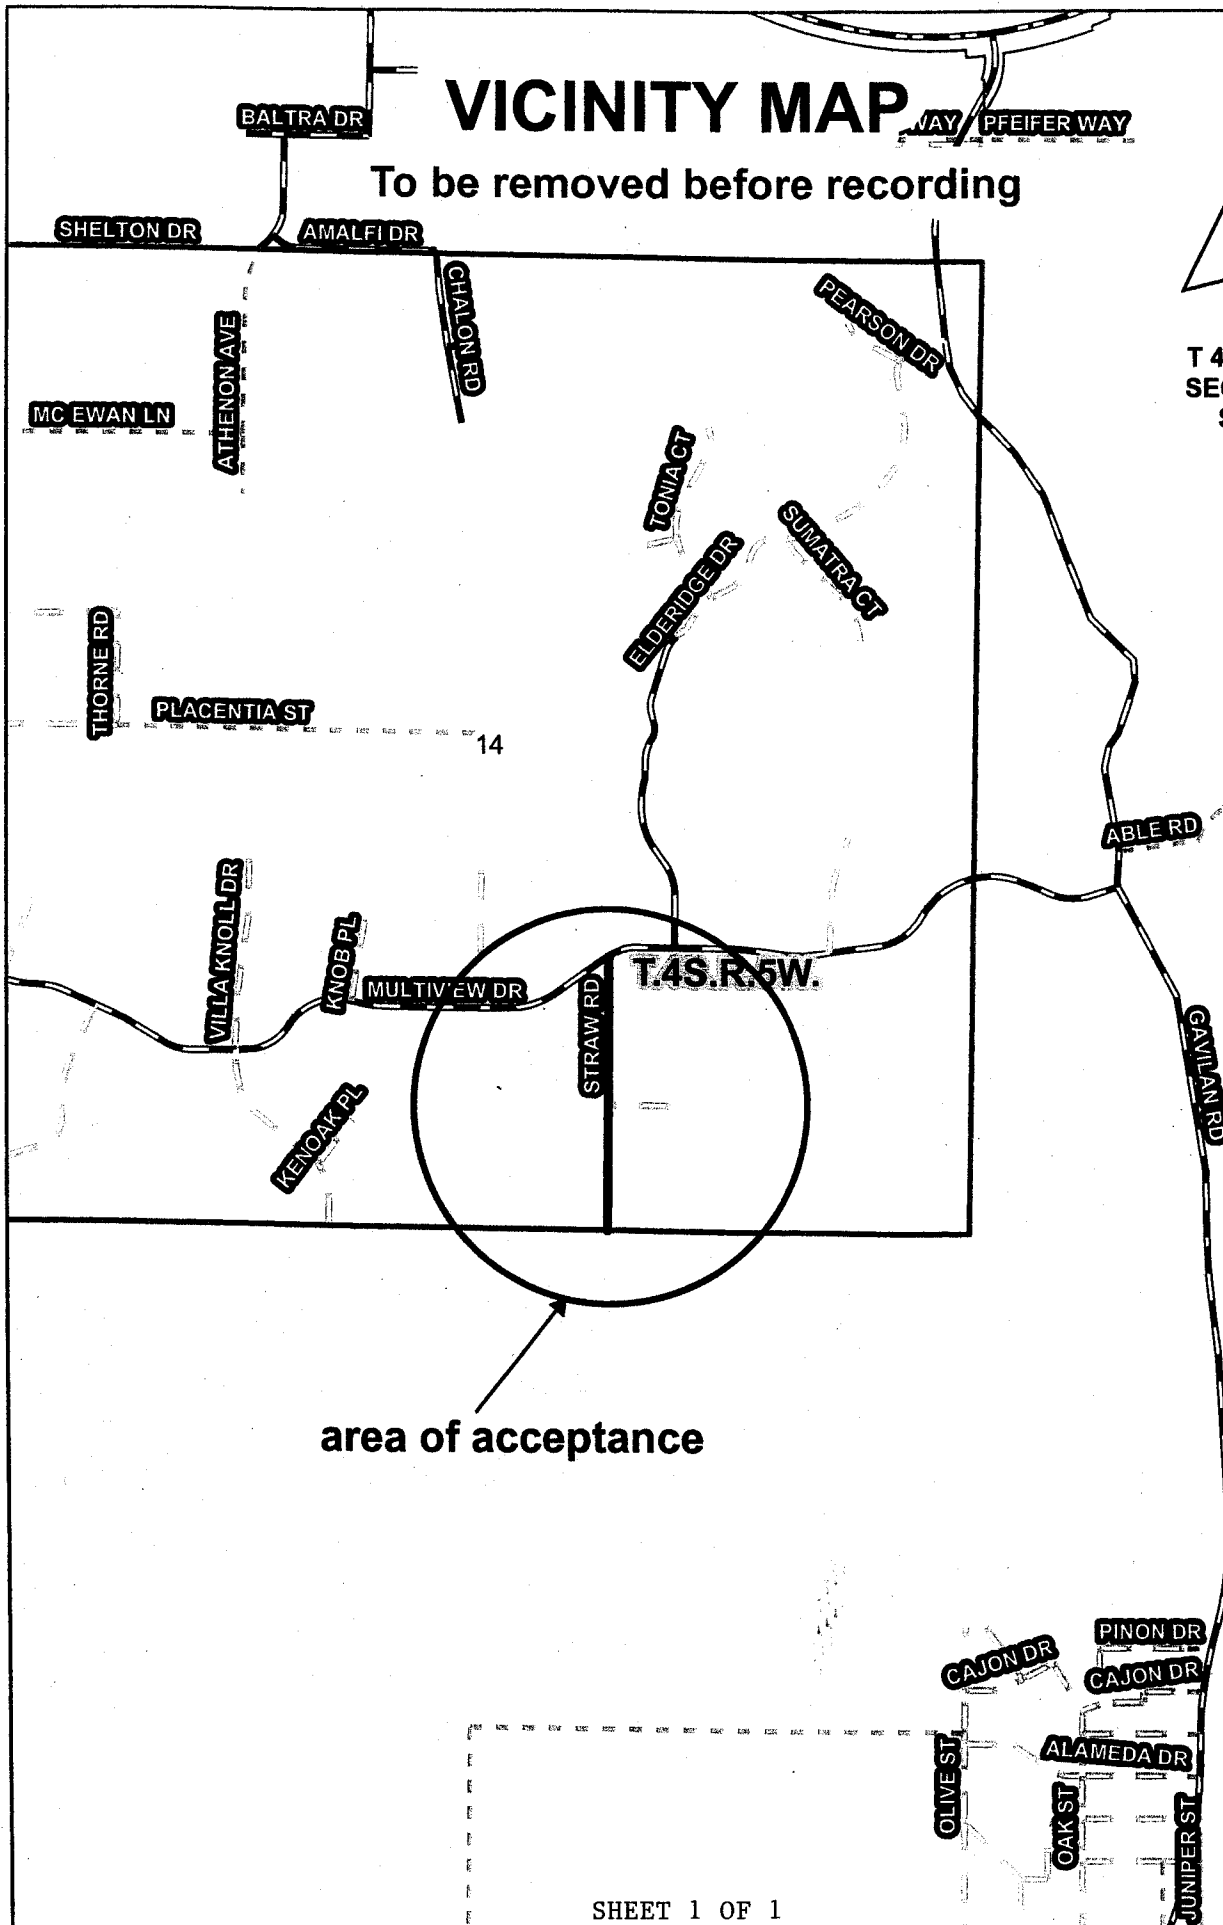 VICINITY MAP
To be removed before recording
BALTRA DR
WAY
PFEIFER WAY
SHELTON DR
AMALFI DR
CHALON RD
PEARSON DR
ATHENON AVE
T 4
MC EWAN LN
TONIA CT
SUMATRA CT
ELDERIDGE DR
THORNE RD
PLACENTIA ST
14
ABLE RD
VILLA KNOLL DR
KNOB PL
MULTIVIEW DR
T.4S.R.5W.
STRAW RD
GAVILAN RD
KENOAK PL
area of acceptance
PINON DR
CAJON DR
CAJON DR
ALAMEDA DR
OLIVE ST
OAK ST
JUNIPER ST
SHEET 1 OF 1